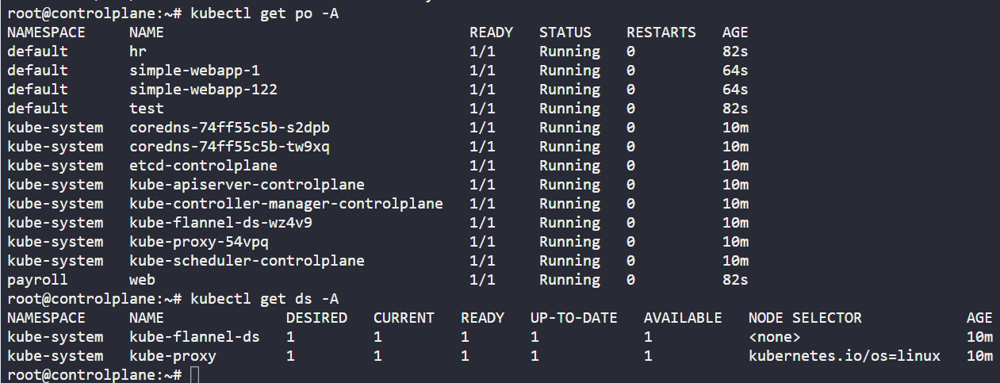 root@controlplane:~# kubectl get po -A
NAMESPACE     NAME                                   READY   STATUS    RESTARTS   AGE
default       hr                                     1/1     Running   0          82s
default       simple-webapp-1                        1/1     Running   0          64s
default       simple-webapp-122                      1/1     Running   0          64s
default       test                                   1/1     Running   0          82s
kube-system   coredns-74ff55c5b-s2dpb                1/1     Running   0          10m
kube-system   coredns-74ff55c5b-tw9xq                1/1     Running   0          10m
kube-system   etcd-controlplane                      1/1     Running   0          10m
kube-system   kube-apiserver-controlplane            1/1     Running   0          10m
kube-system   kube-controller-manager-controlplane   1/1     Running   0          10m
kube-system   kube-flannel-ds-wz4v9                  1/1     Running   0          10m
kube-system   kube-proxy-54vpq                       1/1     Running   0          10m
kube-system   kube-scheduler-controlplane            1/1     Running   0          10m
payroll       web                                    1/1     Running   0          82s
root@controlplane:~# kubectl get ds -A
NAMESPACE     NAME              DESIRED   CURRENT   READY   UP-TO-DATE   AVAILABLE   NODE SELECTOR            AGE
kube-system   kube-flannel-ds   1         1         1       1            1           <none>                   10m
kube-system   kube-proxy        1         1         1       1            1           kubernetes.io/os=linux   10m
root@controlplane:~#